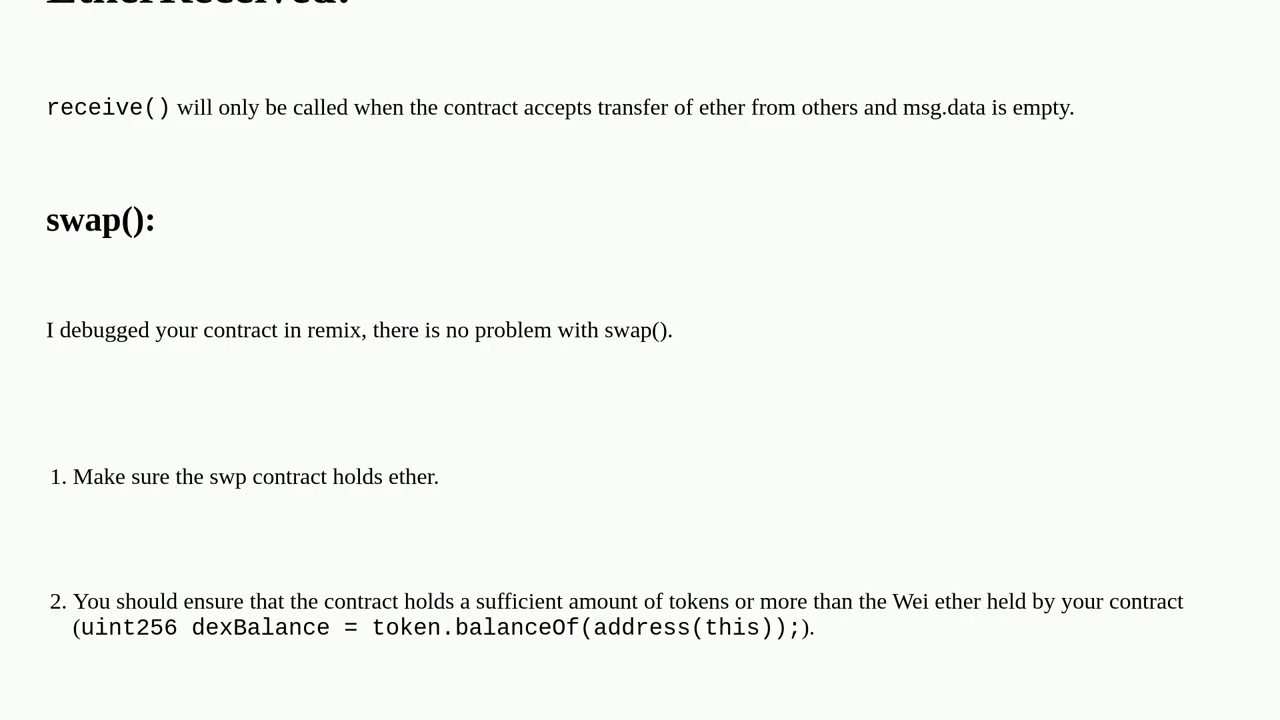 EtherReceived:
receive() will only be called when the contract accepts transfer of ether from others and msg.data is empty.
swap():
I debugged your contract in remix, there is no problem with swap().
1. Make sure the swp contract holds ether.
2. You should ensure that the contract holds a sufficient amount of tokens or more than the Wei ether held by your contract
(uint256 dexBalance = token.balanceOf(address(this));).